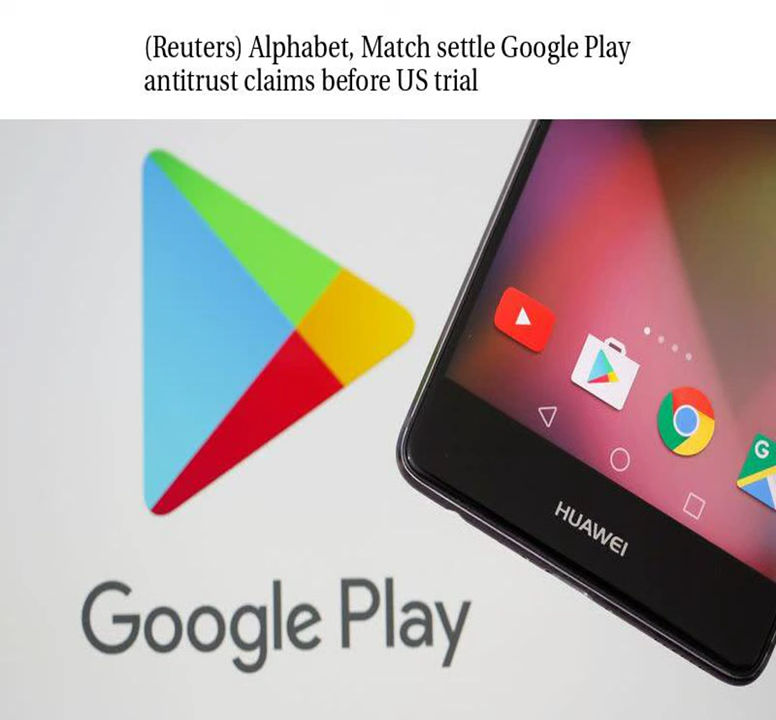 (Reuters) Alphabet, Match settle Google Play
antitrust claims before US trial
Google Play
HUAWEI
G